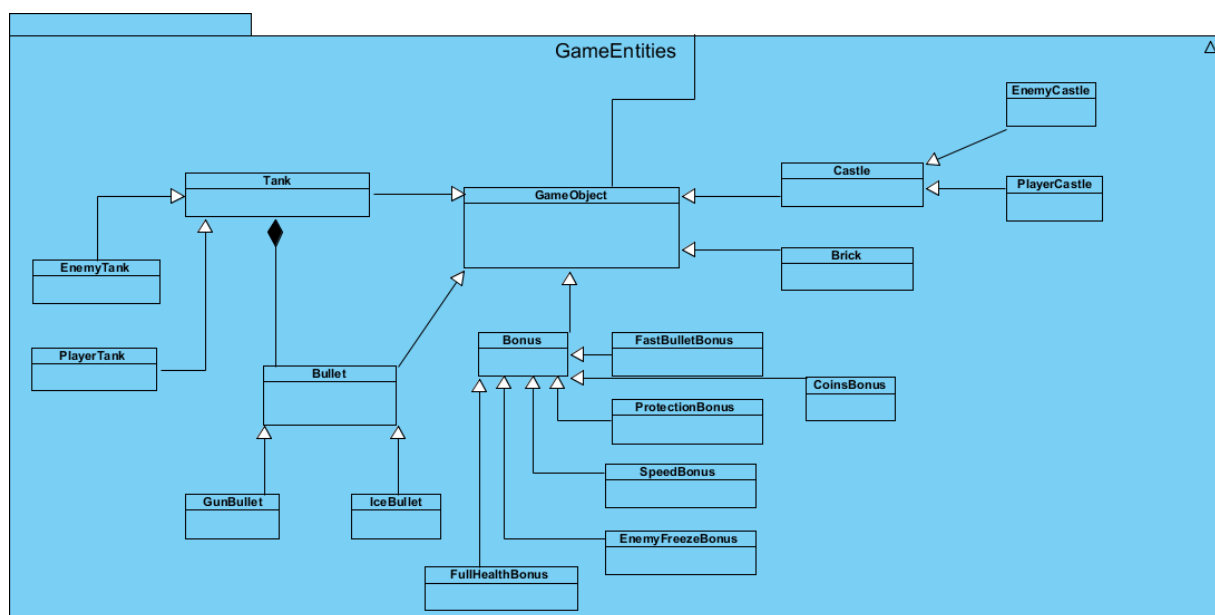 GameEntities
EnemyCastle
Tank
Castle
PlayerCastle
GameObject
EnemyTank
Brick
PlayerTank
Bonus
FastBulletBonus
Bullet
CoinsBonus
ProtectionBonus
SpeedBonus
GunBullet
IceBullet
EnemyFreezeBonus
FullHealthBonus